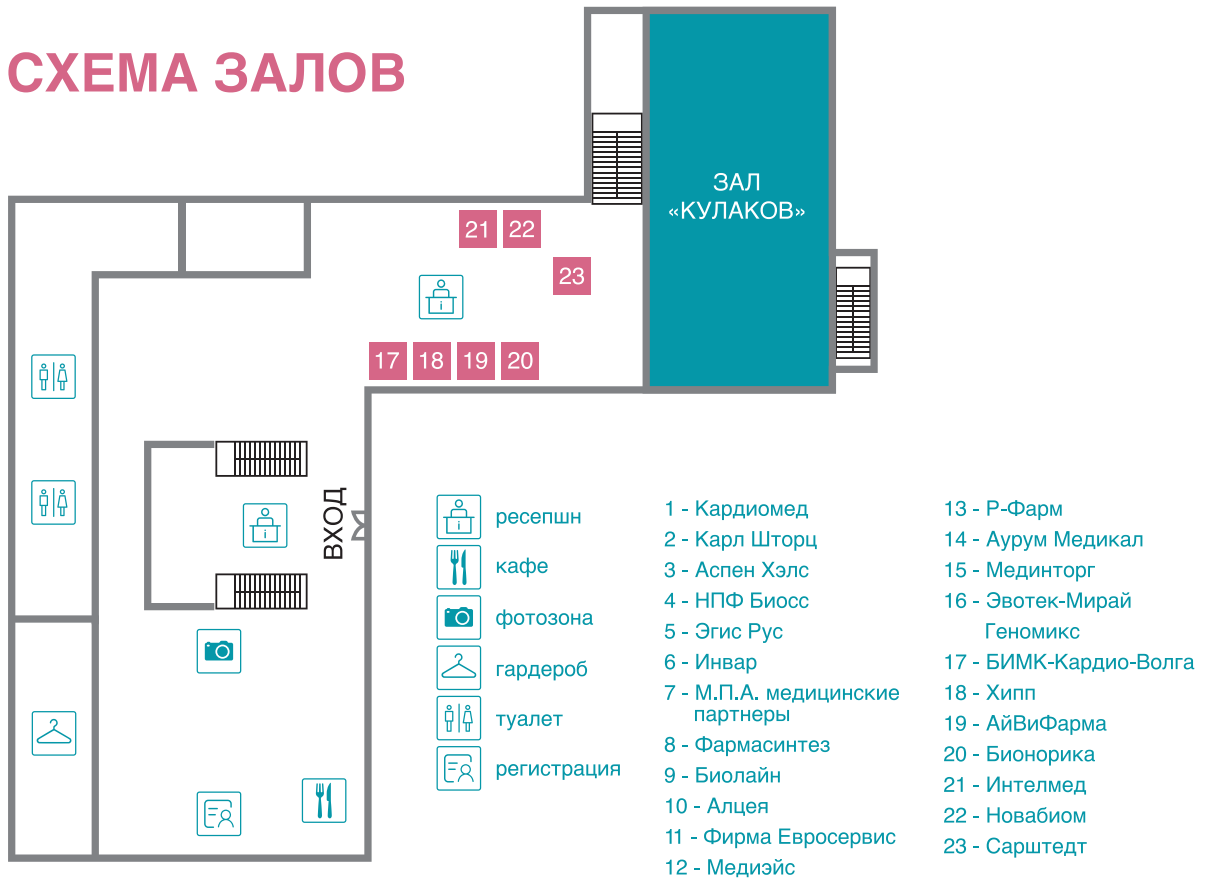 СХЕМА ЗАЛОВ
ЗАЛ
«КУЛАКОВ»
21
22
23
17
18
19
20
ВХОД
ресепшн
кафе
фотозона
гардероб
туалет
регистрация
1 - Кардиомед
2 - Карл Шторц
3 - Аспен Хэлс
4 - НПФ Биосс
5 - Эгис Рус
6 - Инвар
7 - М.П.А. медицинские
партнеры
8 - Фармасинтез
9 - Биолайн
10 - Алцея
11 - Фирма Евросервис
12 - Медиэйс
13 - Р-Фарм
14 - Аурум Медикал
15 - Мединторг
16 - Эвотек-Мирай
Геномикс
17 - БИМК-Кардио-Волга
18 - Хипп
19 - АйВиФарма
20 - Бионорика
21 - Интелмед
22 - Новабиом
23 - Сарштедт